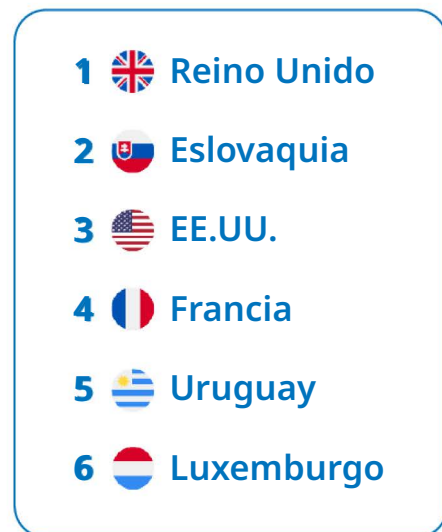 1 Reino Unido
2 Eslovaquia
3 EE.UU.
4 Francia
5 Uruguay
6 Luxemburgo